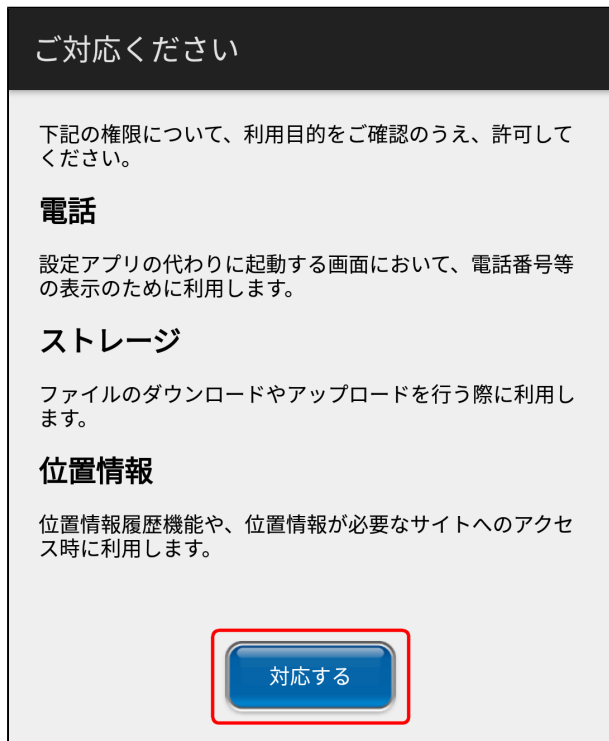 ご対応ください
下記の権限について、利用目的をご確認のうえ、許可して
ください。
電話
設定アプリの代わりに起動する画面において、電話番号等
の表示のために利用します。
ストレージ
ファイルのダウンロードやアップロードを行う際に利用し
ます。
位置情報
位置情報履歴機能や、位置情報が必要なサイトへのアクセ
ス時に利用します。
対応する